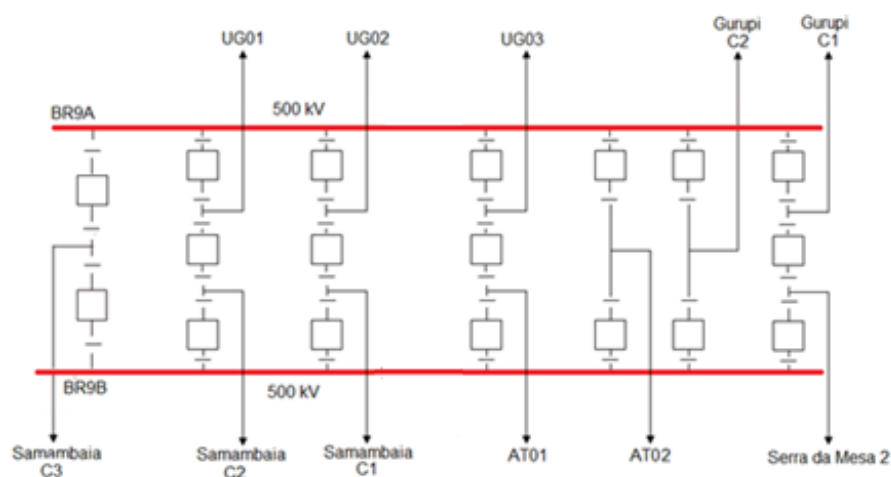 UG01
UG02
UG03
Gurupi
C2
Gurupi
C1
BR9A
500 kV
BR9B
500 kV
Samambaia
C3
Samambaia
C2
Samambaia
C1
AT01
AT02
Serra da Mesa 2